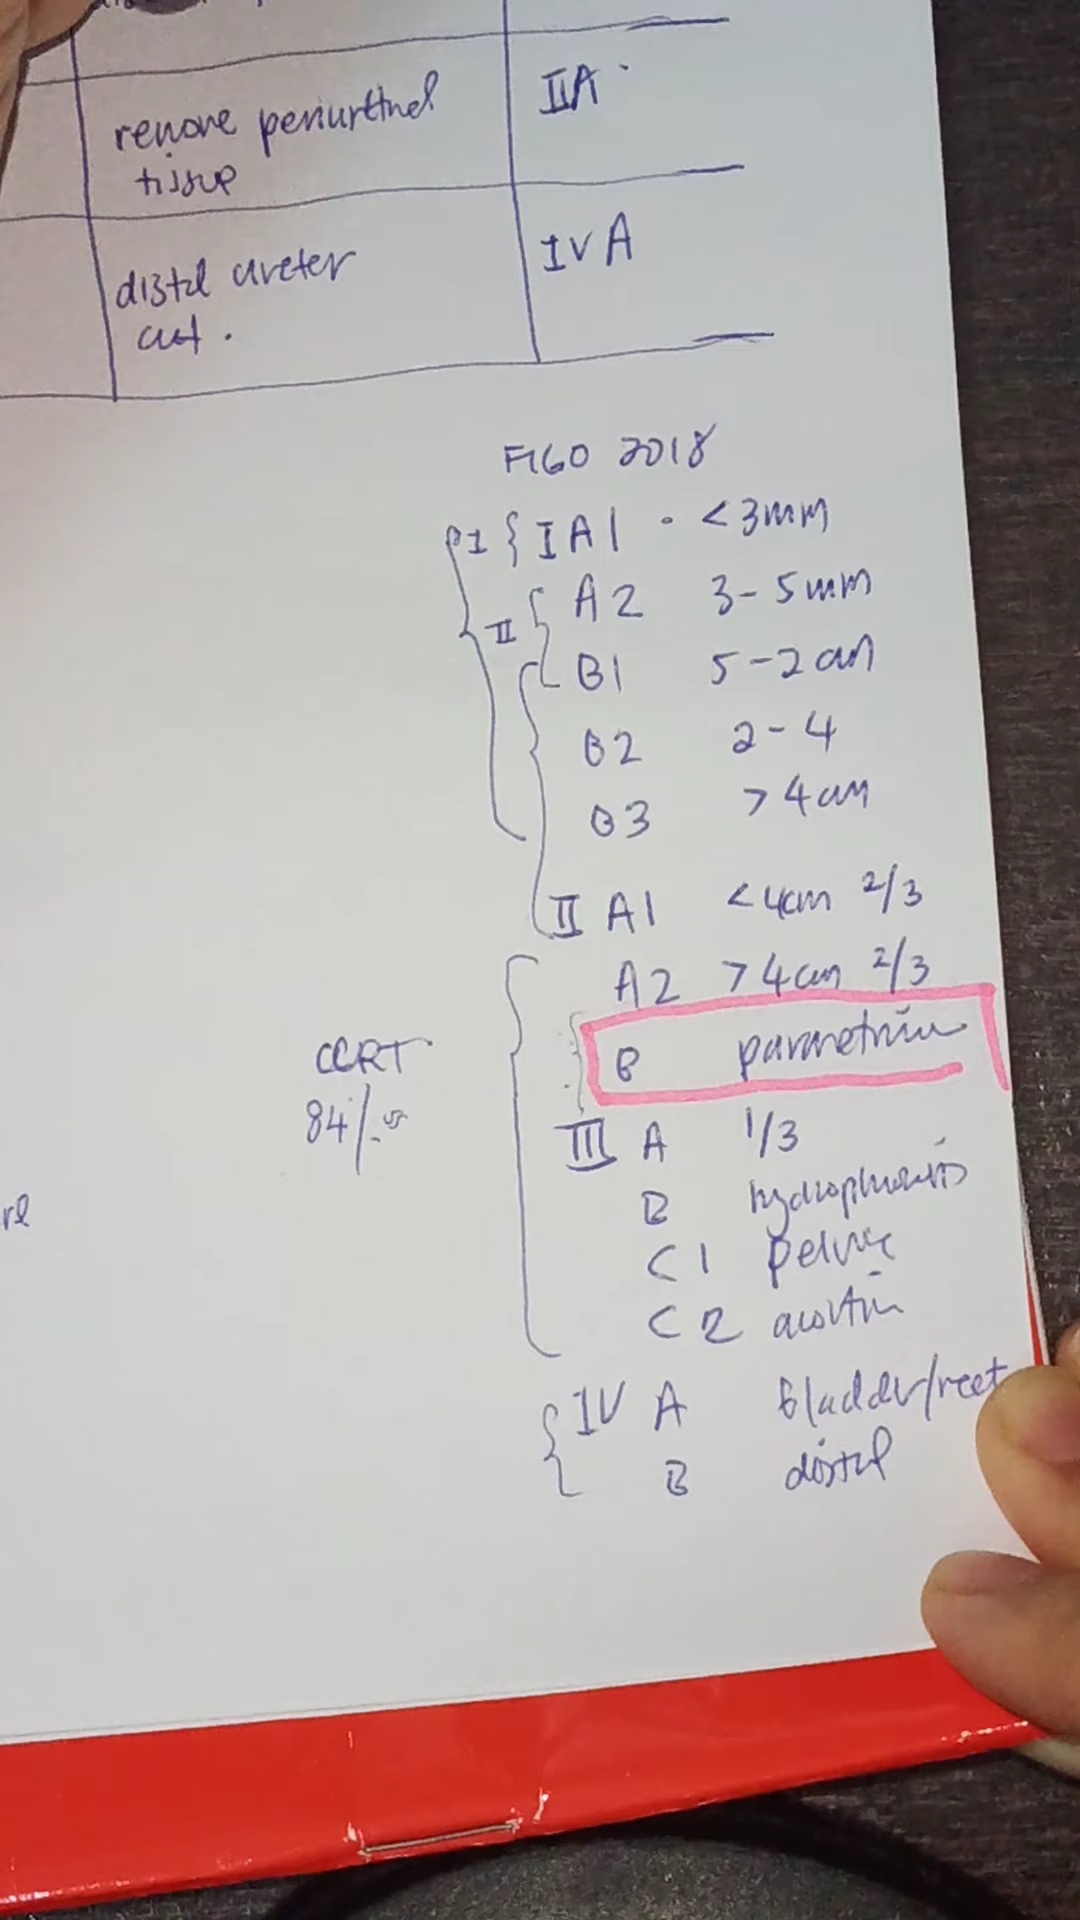 remove periurethral
tissue
IIA
distal ureter
cut.
IVA
FIGO 2018
I { I A1 < 3mm
II { A2 3-5mm
B1 5-2cm
B2 2-4
B3 > 4cm
II A1 < 4cm 2/3
A2 > 4cm 2/3
B parametrium
CCRT
84%
III A 1/3
B hydronephrosis
C1 pelvic
C2 aortic
IV A bladder/rect
B distal